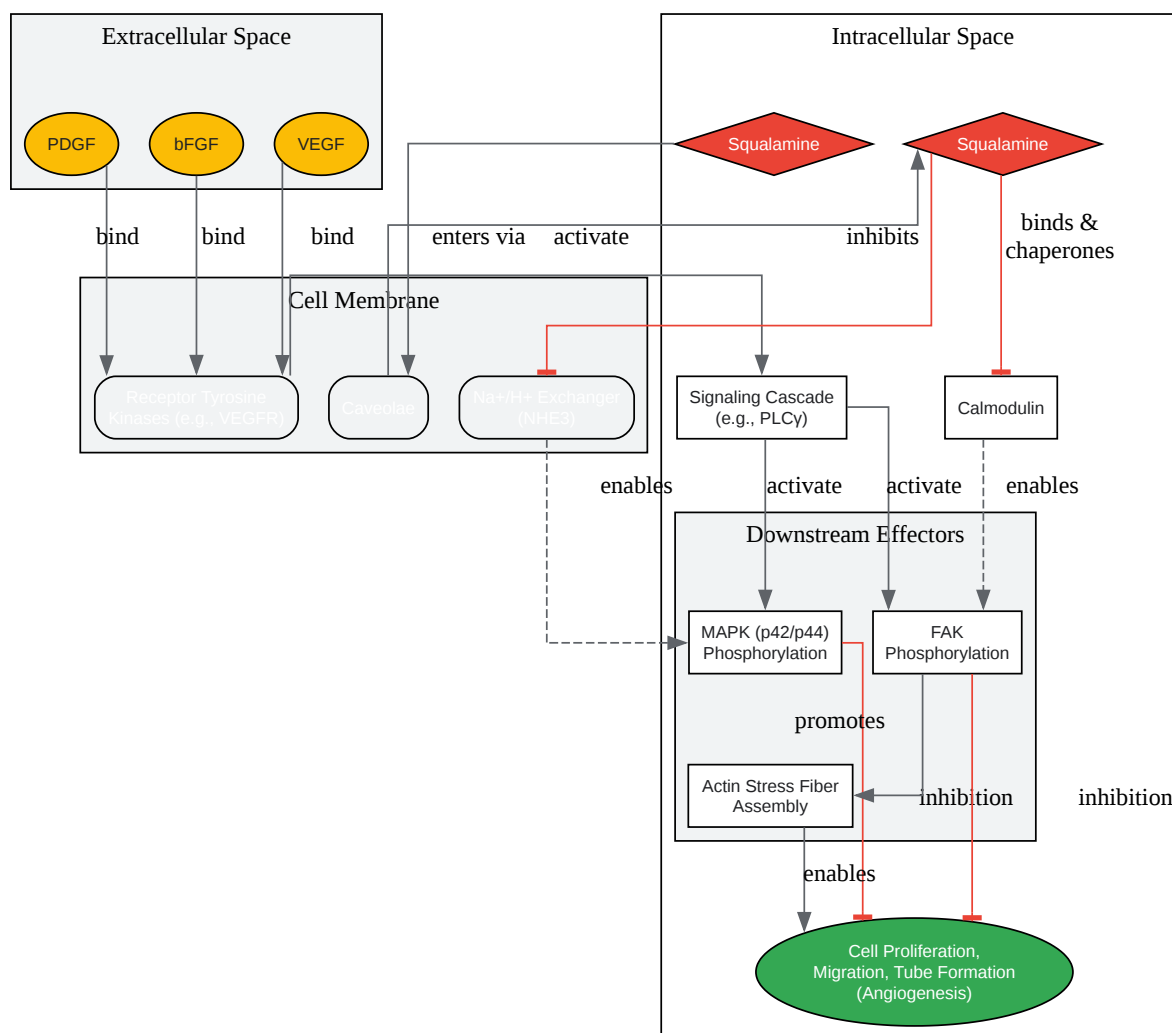 Extracellular Space
Intracellular Space
PDGF
bFGF
VEGF
Squalamine
Squalamine
bind
bind
bind
enters via
activate
inhibits
binds &
chaperones
Cell Membrane
Receptor Tyrosine
Kinases (e.g., VEGFR)
Caveolae
Na+/H+ Exchanger
(NHE3)
Signaling Cascade
(e.g., PLCγ)
Calmodulin
enables
activate
activate
enables
Downstream Effectors
MAPK (p42/p44)
Phosphorylation
FAK
Phosphorylation
promotes
Actin Stress Fiber
Assembly
inhibition
inhibition
enables
Cell Proliferation,
Migration, Tube Formation
(Angiogenesis)